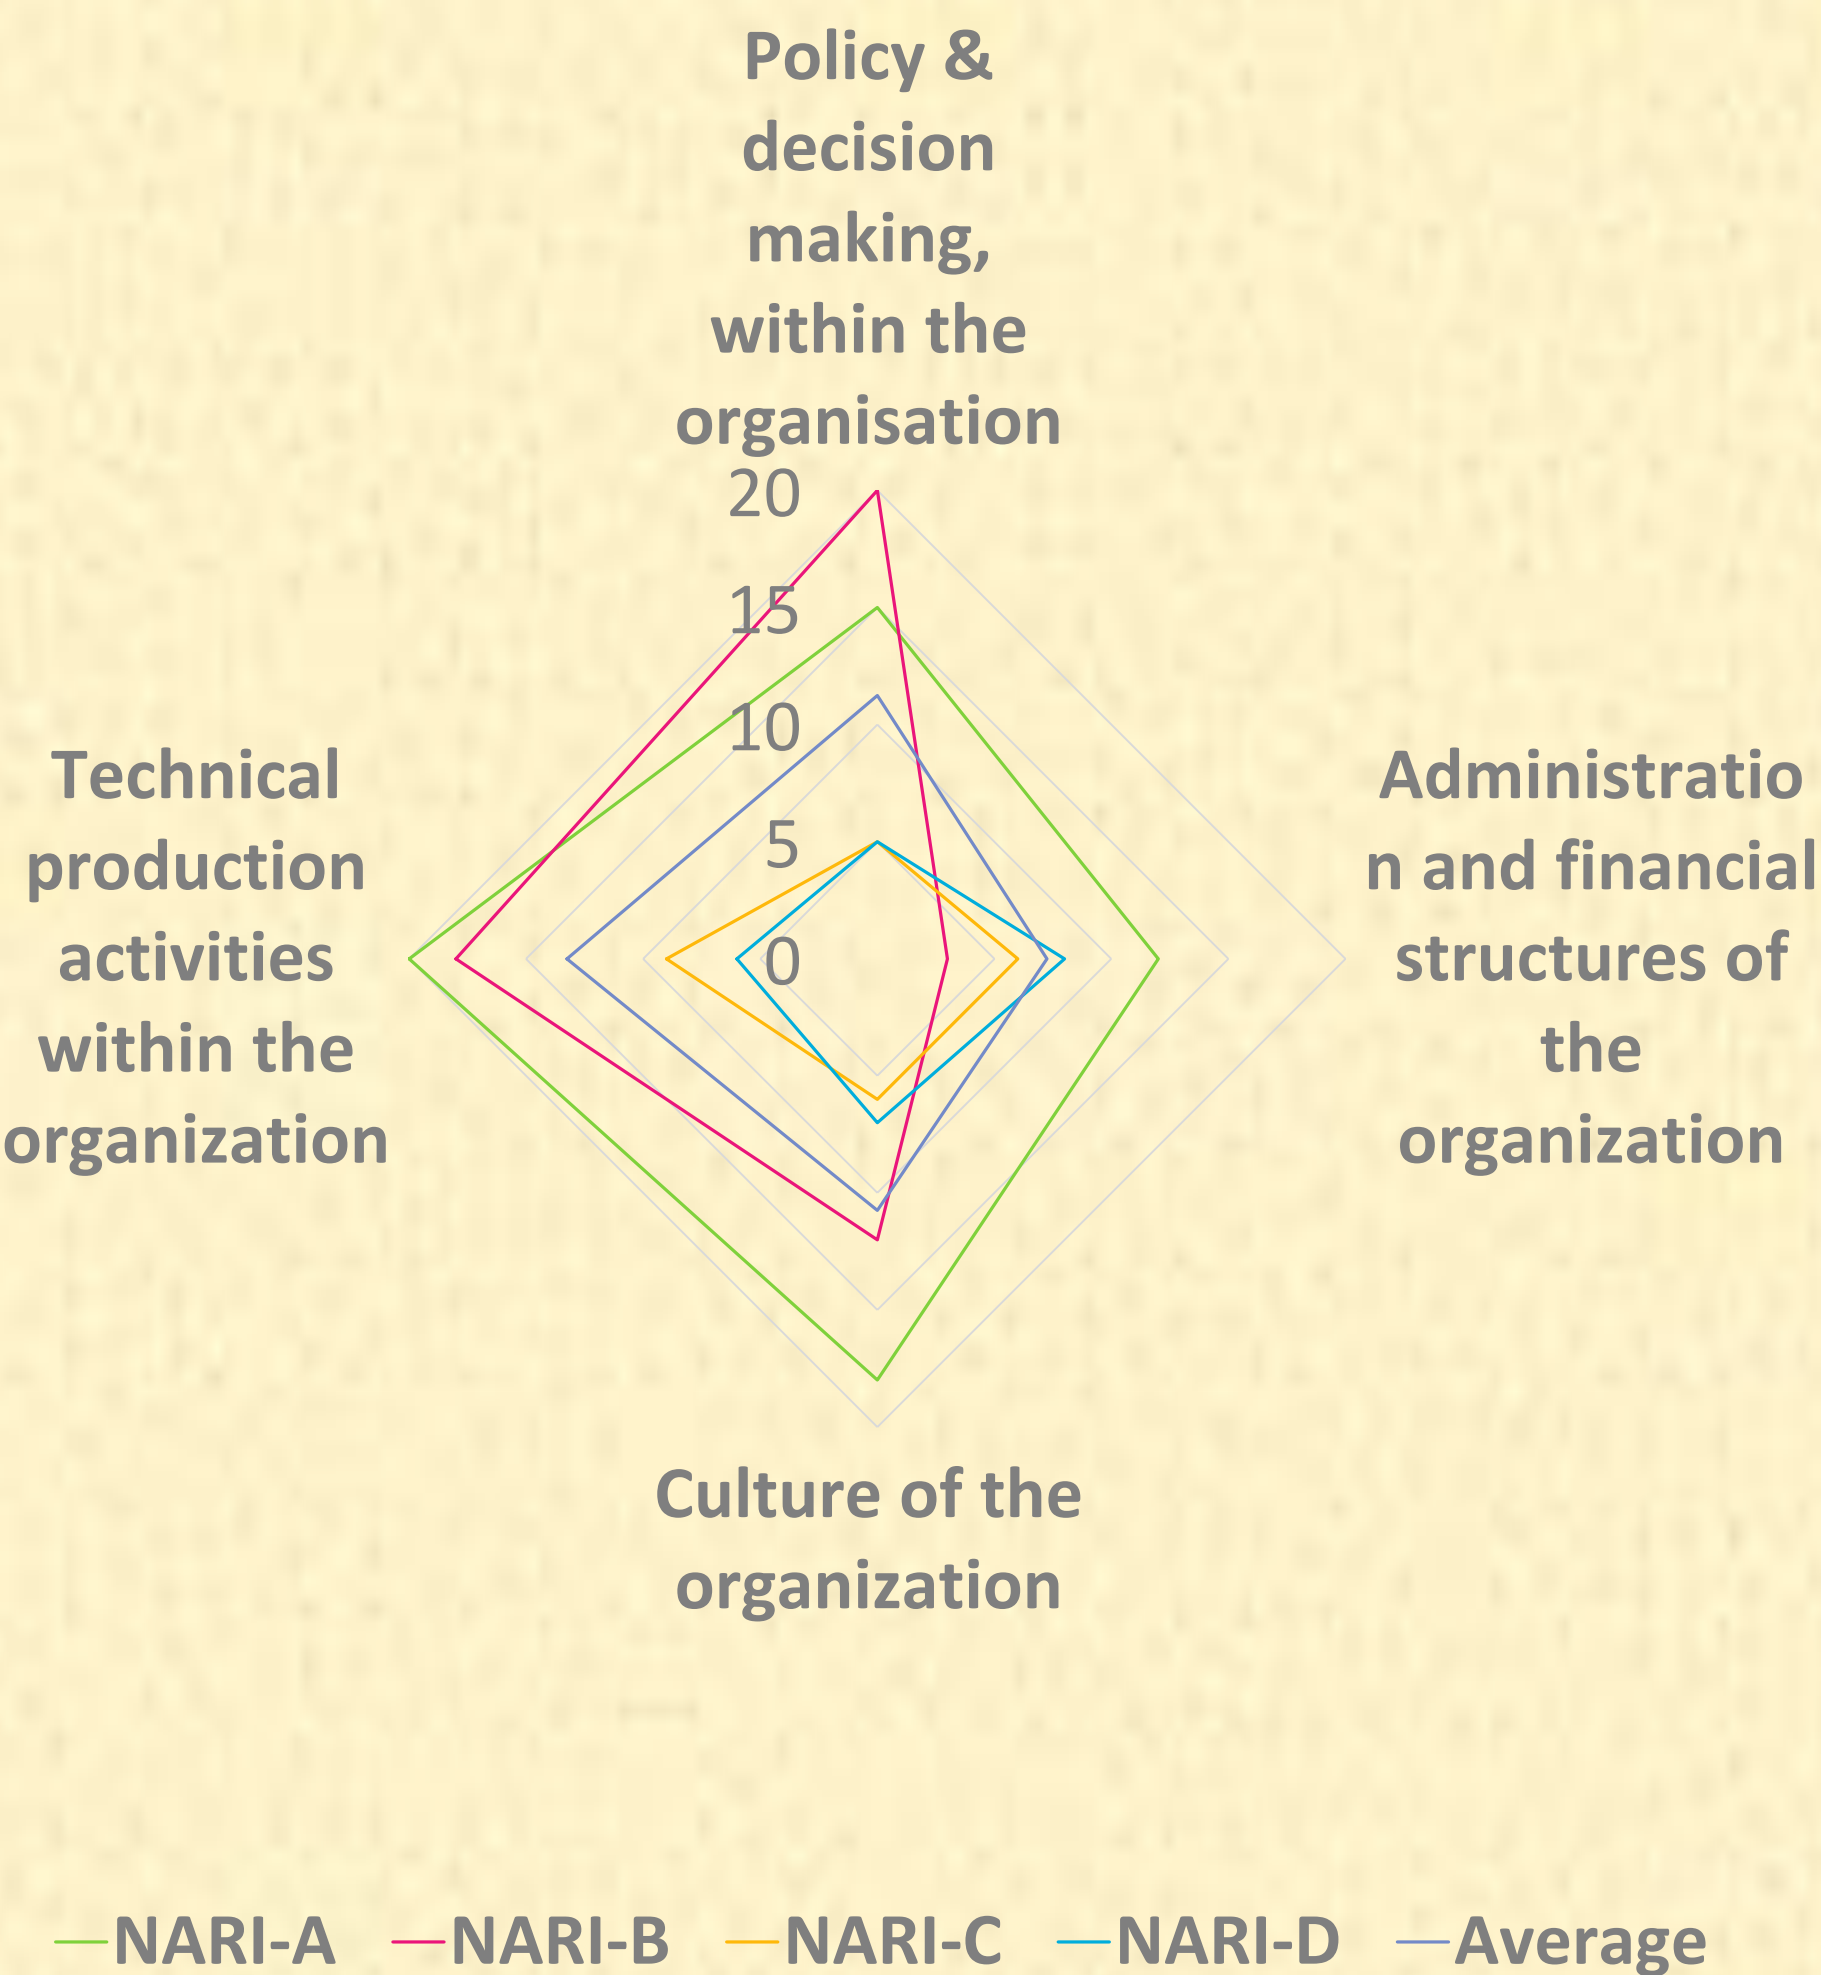 Policy &
decision
making,
within the
organisation
20
15
10
5
0
Administratio
n and financial
structures of
the
organization
Culture of the
organization
Technical
production
activities
within the
organization
NARI-A NARI-B NARI-C NARI-D Average